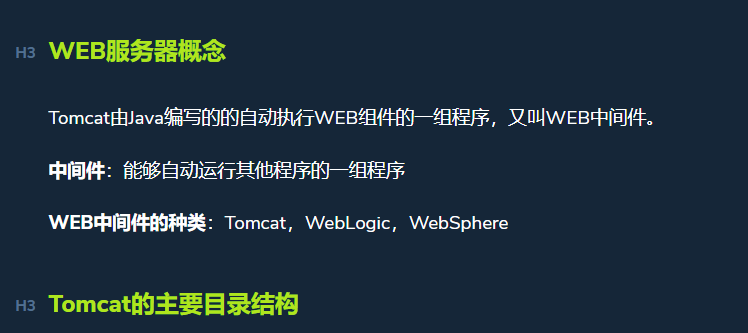 H3 WEB服务器概念
Tomcat由Java编写的的自动执行WEB组件的一组程序，又叫WEB中间件。
中间件：能够自动运行其他程序的一组程序
WEB中间件的种类：Tomcat，WebLogic，WebSphere
H3 Tomcat的主要目录结构